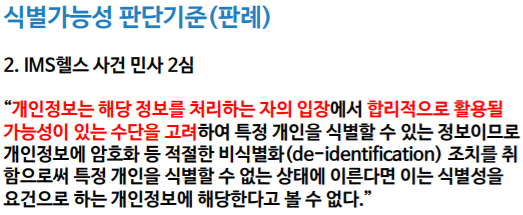 식별가능성 판단기준(판례)
2. IMS헬스 사건 민사 2심
“개인정보는 해당 정보를 처리하는 자의 입장에서 합리적으로 활용될
가능성이 있는 수단을 고려하여 특정 개인을 식별할 수 있는 정보이므로
개인정보에 암호화 등 적절한 비식별화(de-identification) 조치를 취
함으로써 특정 개인을 식별할 수 없는 상태에 이른다면 이는 식별성을
요건으로 하는 개인정보에 해당한다고 볼 수 없다.”